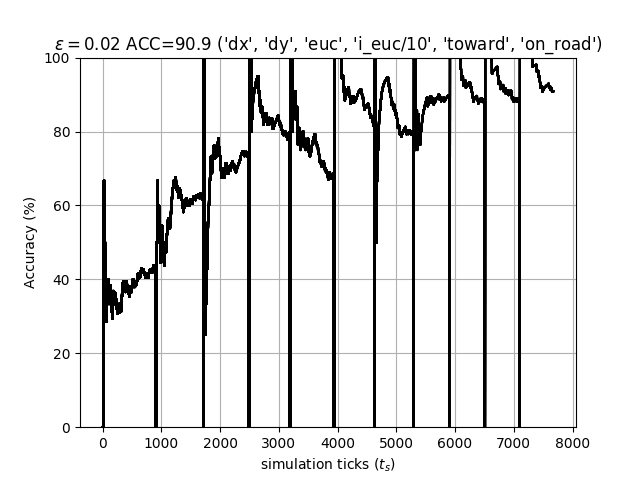 ε = 0.02 ACC=90.9 ('dx', 'dy', 'euc', 'i_euc/10', 'toward', 'on_road')
100
80
60
40
20
0
Accuracy (%)
0 1000 2000 3000 4000 5000 6000 7000 8000
simulation ticks (t_s)